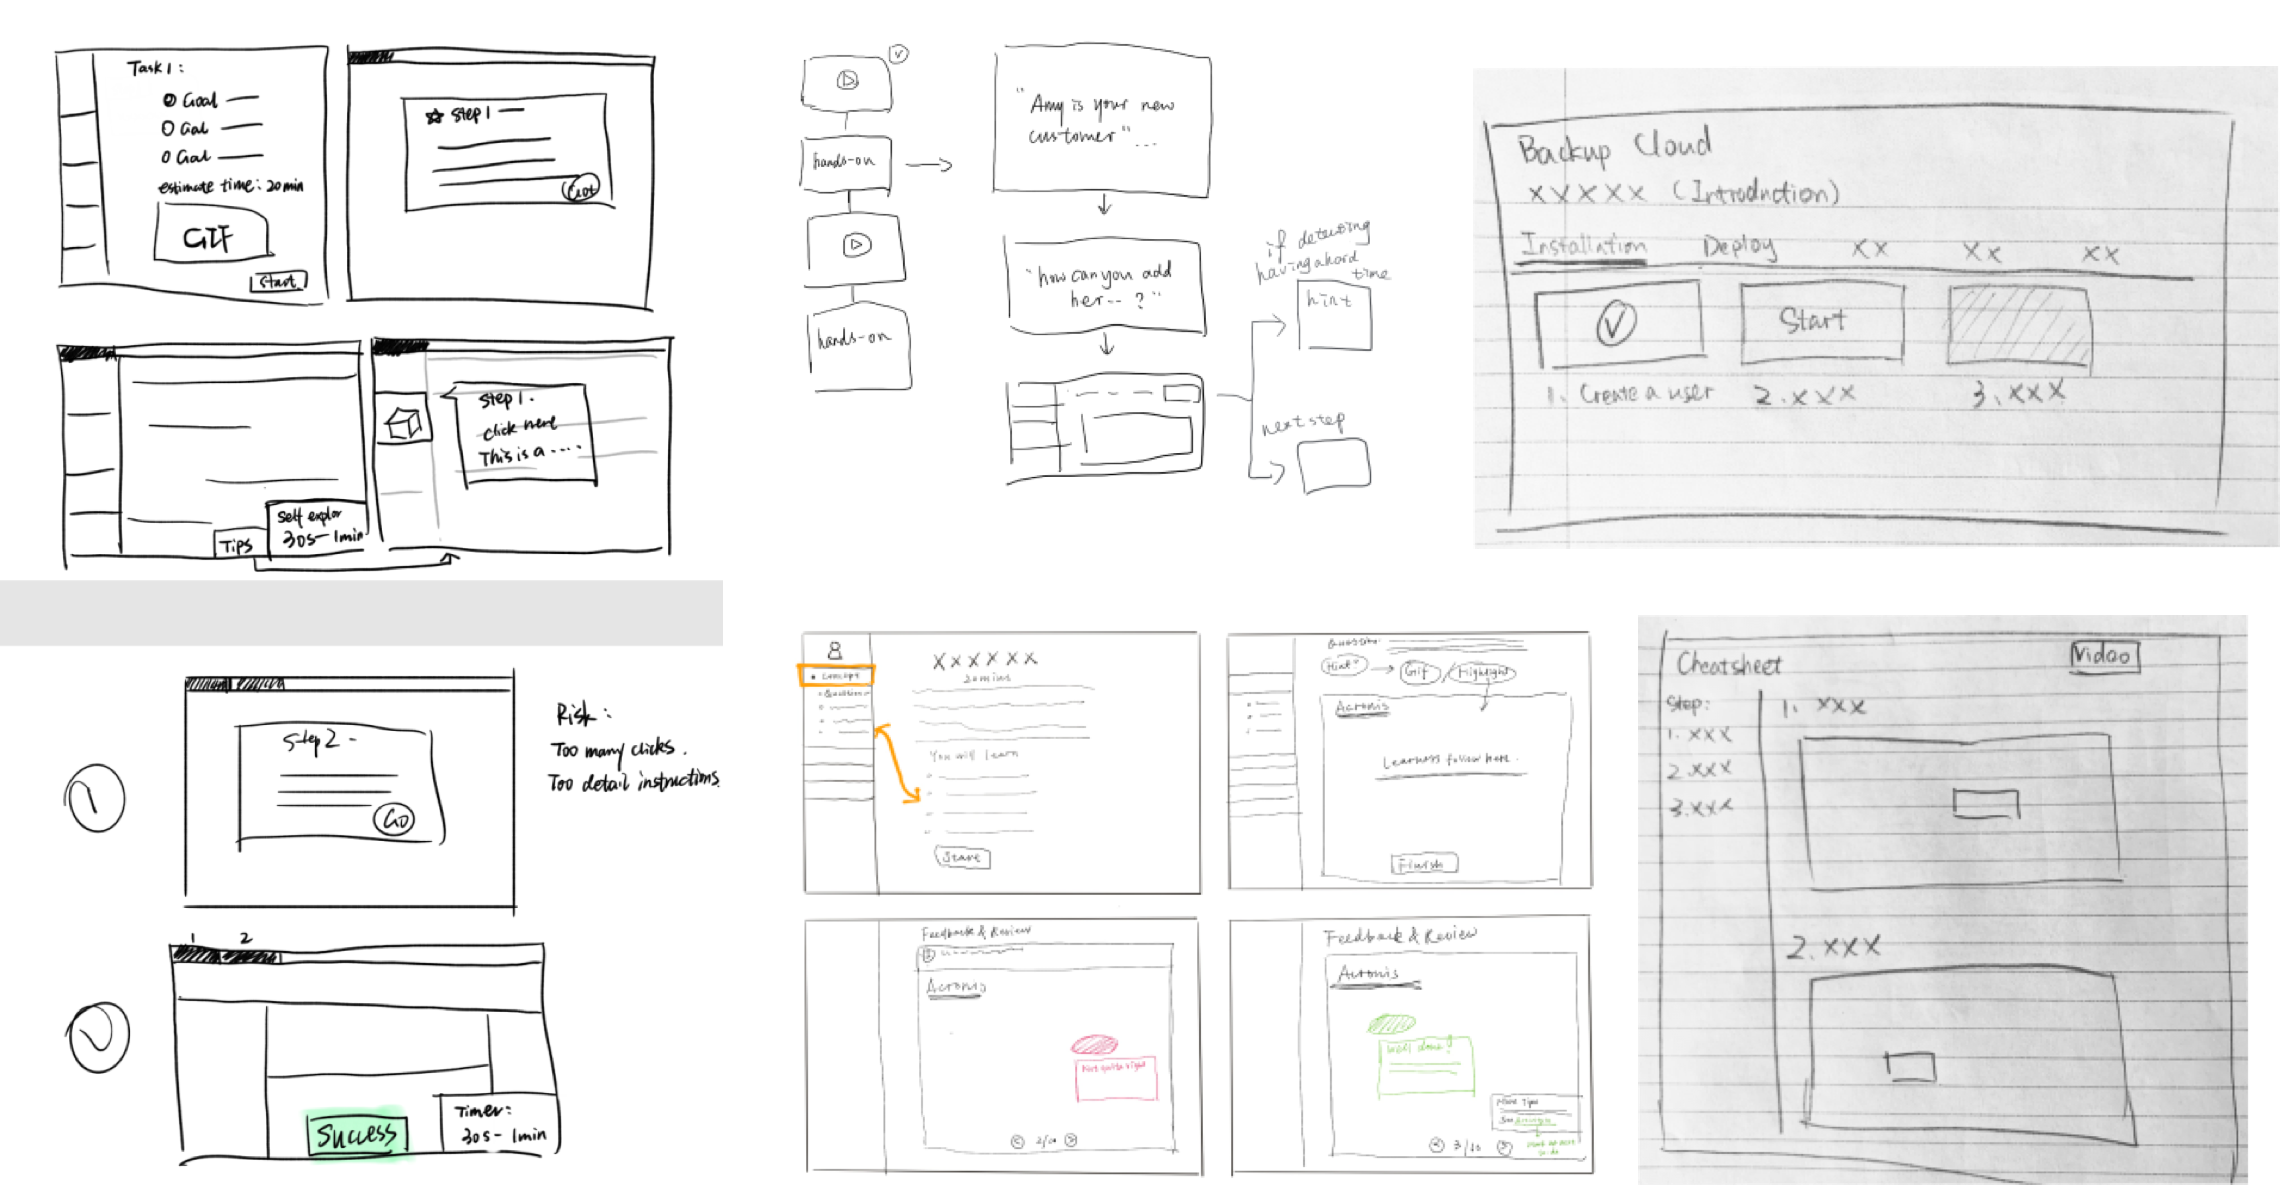 Task 1:
Goal
Goal
Goal
estimate time: 20min
GIF
Start
Step 1
Got
Self explor
30s-1min
Tips
Step 1.
click here
This is a ....
Step 2 -
Go
Risk:
Too many clicks.
Too detail instructions.
1
2
1 2
Success
Timer:
30s-1min
hands-on
hands-on
"Amy is your new
customer" ...
"how can you add
her -- ?"
if detecting
having a hard
time
hint
next step
Backup Cloud
XXXXX (Introduction)
Installation Deploy XX XX XX
Start
1. Create a user 2. XXX 3. XXX
Concept
Question
XXXXXX
20mins
You will learn
Start
Question:
Hint? Gif / Highlight
Acronis
Learners follow here.
Finish
Feedback & Review
Acronis
Not quite right
< 2/10 >
Feedback & Review
Acronis
Well done!
More Tips
< 3/10 >
Cheatsheet Video
Step:
1. XXX
2. XXX
3. XXX
1. XXX
2. XXX